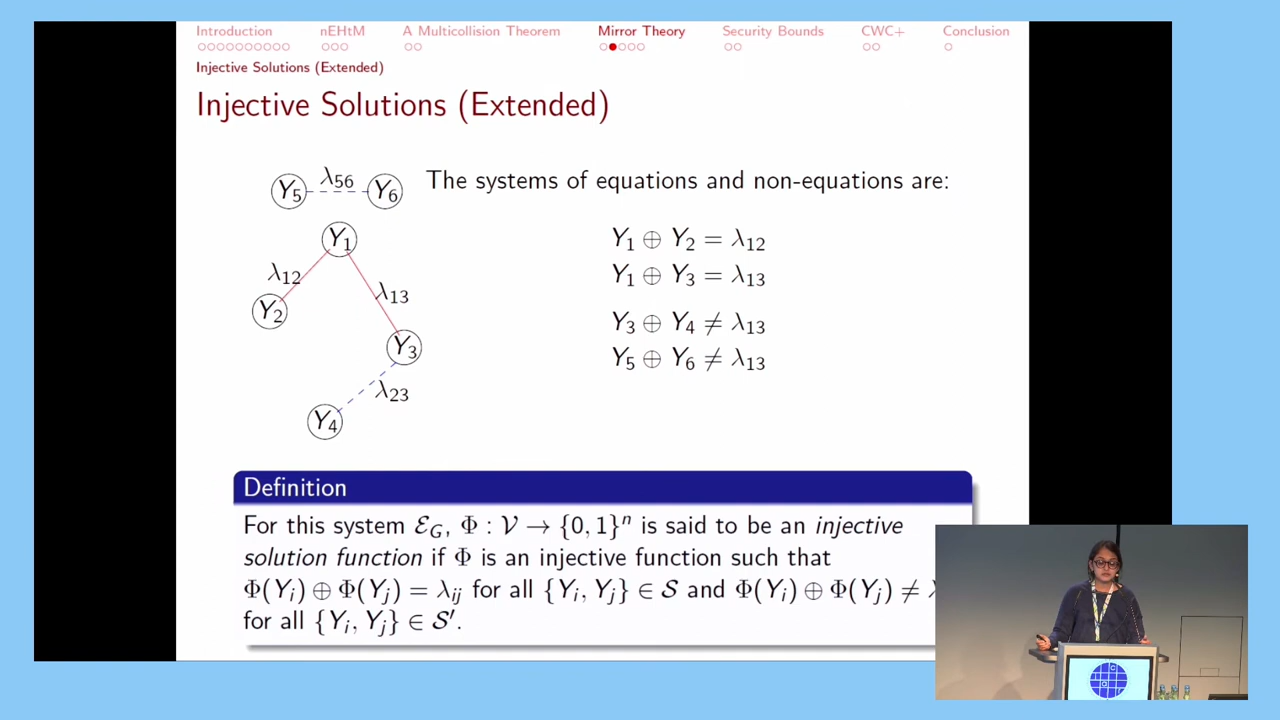 Introduction nEHtM A Multicollision Theorem Mirror Theory Security Bounds CWC+ Conclusion
Injective Solutions (Extended)
Injective Solutions (Extended)
Y5 λ56 Y6
The systems of equations and non-equations are:
Y1
Y1 ⊕ Y2 = λ12
λ12
Y1 ⊕ Y3 = λ13
λ13
Y2
Y3 ⊕ Y4 ≠ λ13
Y3
Y5 ⊕ Y6 ≠ λ13
λ23
Y4
Definition
For this system ℰG, Φ : 𝒱 → {0, 1}ⁿ is said to be an injective
solution function if Φ is an injective function such that
Φ(Yi) ⊕ Φ(Yj) = λij for all {Yi, Yj} ∈ 𝒮 and Φ(Yi) ⊕ Φ(Yj) ≠
for all {Yi, Yj} ∈ 𝒮′.